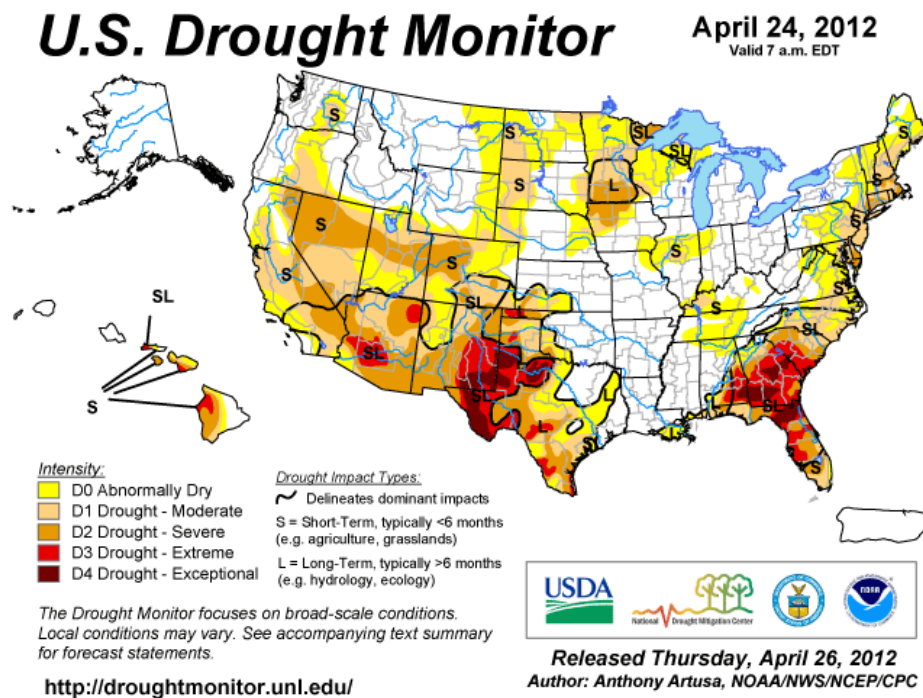 U.S. Drought Monitor
April 24, 2012
Valid 7 a.m. EDT
S
S
SL
S
S
L
S
S
S
S
S
S
S
S
S
S
SL
SL
SL
L
SL
SL
SL
L
L
S
L
S
SL
S
Intensity:
D0 Abnormally Dry
D1 Drought - Moderate
D2 Drought - Severe
D3 Drought - Extreme
D4 Drought - Exceptional
Drought Impact Types:
Delineates dominant impacts
S = Short-Term, typically <6 months
(e.g. agriculture, grasslands)
L = Long-Term, typically >6 months
(e.g. hydrology, ecology)
USDA
National Drought Mitigation Center
NOAA
The Drought Monitor focuses on broad-scale conditions.
Local conditions may vary. See accompanying text summary
for forecast statements.
http://droughtmonitor.unl.edu/
Released Thursday, April 26, 2012
Author: Anthony Artusa, NOAA/NWS/NCEP/CPC